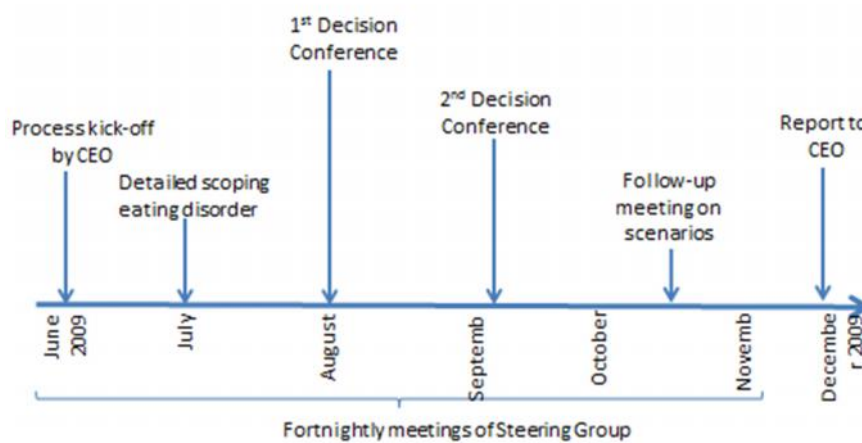 1st Decision
Conference
2nd Decision
Conference
Process kick-off
by CEO
Report to
CEO
Detailed scoping
eating disorder
Follow-up
meeting on
scenarios
June
2009
July
August
Septemb
October
Novemb
Decembe
r 2009
Fortnightly meetings of Steering Group